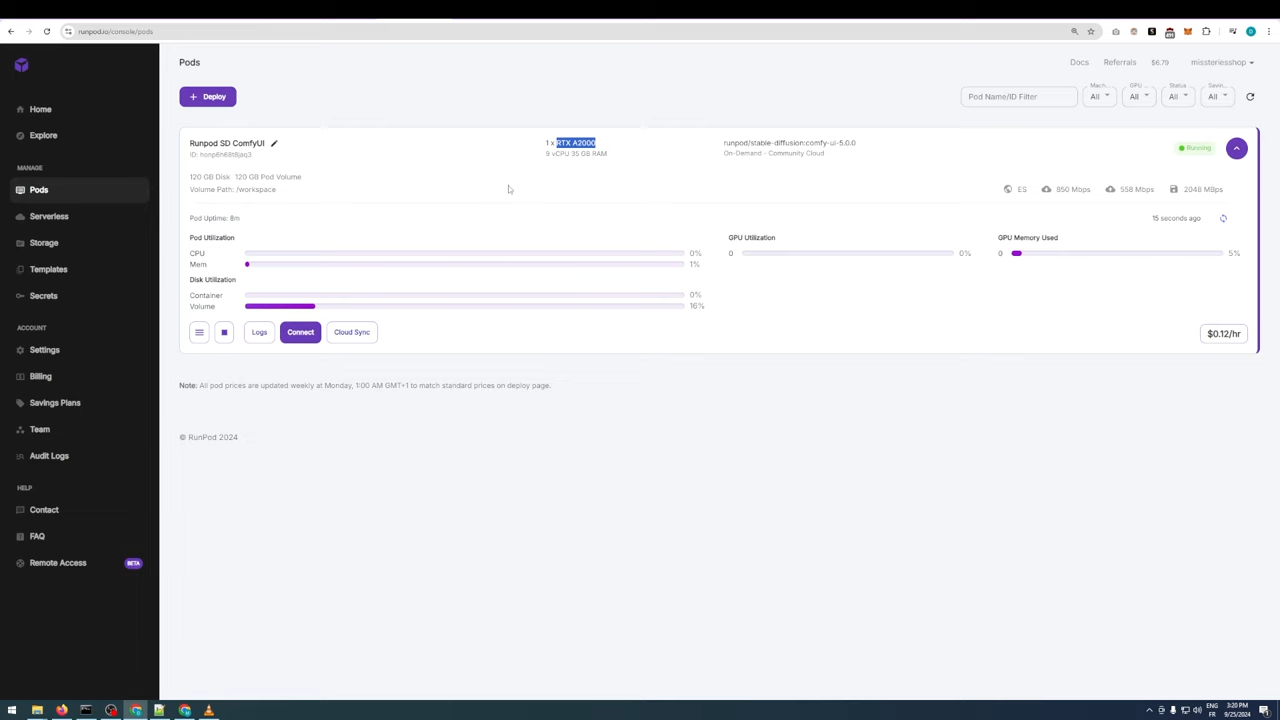 runpod.io/console/pods
Pods
Docs
Referrals
$6.79
missteriesshop
+ Deploy
Pod Name/ID Filter
Mach...
All
GPU ...
All
Status
All
Savin...
All
Home
Explore
MANAGE
Pods
Serverless
Storage
Templates
Secrets
ACCOUNT
Settings
Billing
Savings Plans
Team
Audit Logs
HELP
Contact
FAQ
Remote Access
BETA
Runpod SD ComfyUI
1 x RTX A2000
runpod/stable-diffusion:comfy-ui-5.0.0
Running
ID: honp6h68t8jaq3
9 vCPU 35 GB RAM
On-Demand - Community Cloud
120 GB Disk 120 GB Pod Volume
Volume Path: /workspace
ES
850 Mbps
558 Mbps
2048 MBps
Pod Uptime: 8m
15 seconds ago
Pod Utilization
GPU Utilization
GPU Memory Used
CPU
0%
0
0%
0
5%
Mem
1%
Disk Utilization
Container
0%
Volume
16%
Logs
Connect
Cloud Sync
$0.12/hr
Note: All pod prices are updated weekly at Monday, 1:00 AM GMT+1 to match standard prices on deploy page.
© RunPod 2024
ENG
FR
3:20 PM
9/25/2024